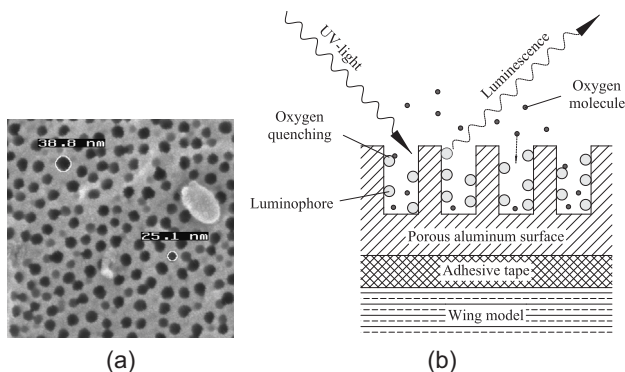 38.8 nm
25.1 nm
(a)
UV-light
Luminescence
Oxygen
quenching
Oxygen
molecule
Luminophore
Porous aluminum surface
Adhesive tape
Wing model
(b)